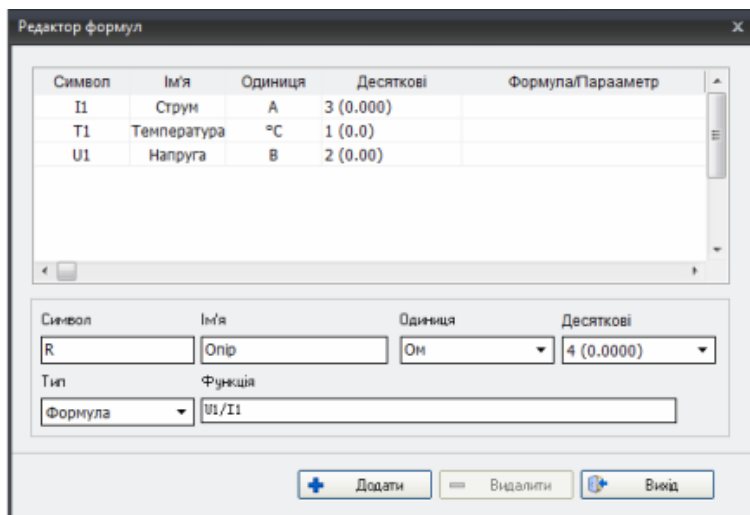 Редактор формул
Символ Ім'я Одиниця Десяткові Формула/Парааметр
I1 Струм А 3 (0.000)
T1 Температура °C 1 (0.0)
U1 Напруга В 2 (0.00)
Символ Ім'я Одиниця Десяткові
R Опір Ом 4 (0.0000)
Тип Функція
Формула U1/I1
Додати Видалити Вихід